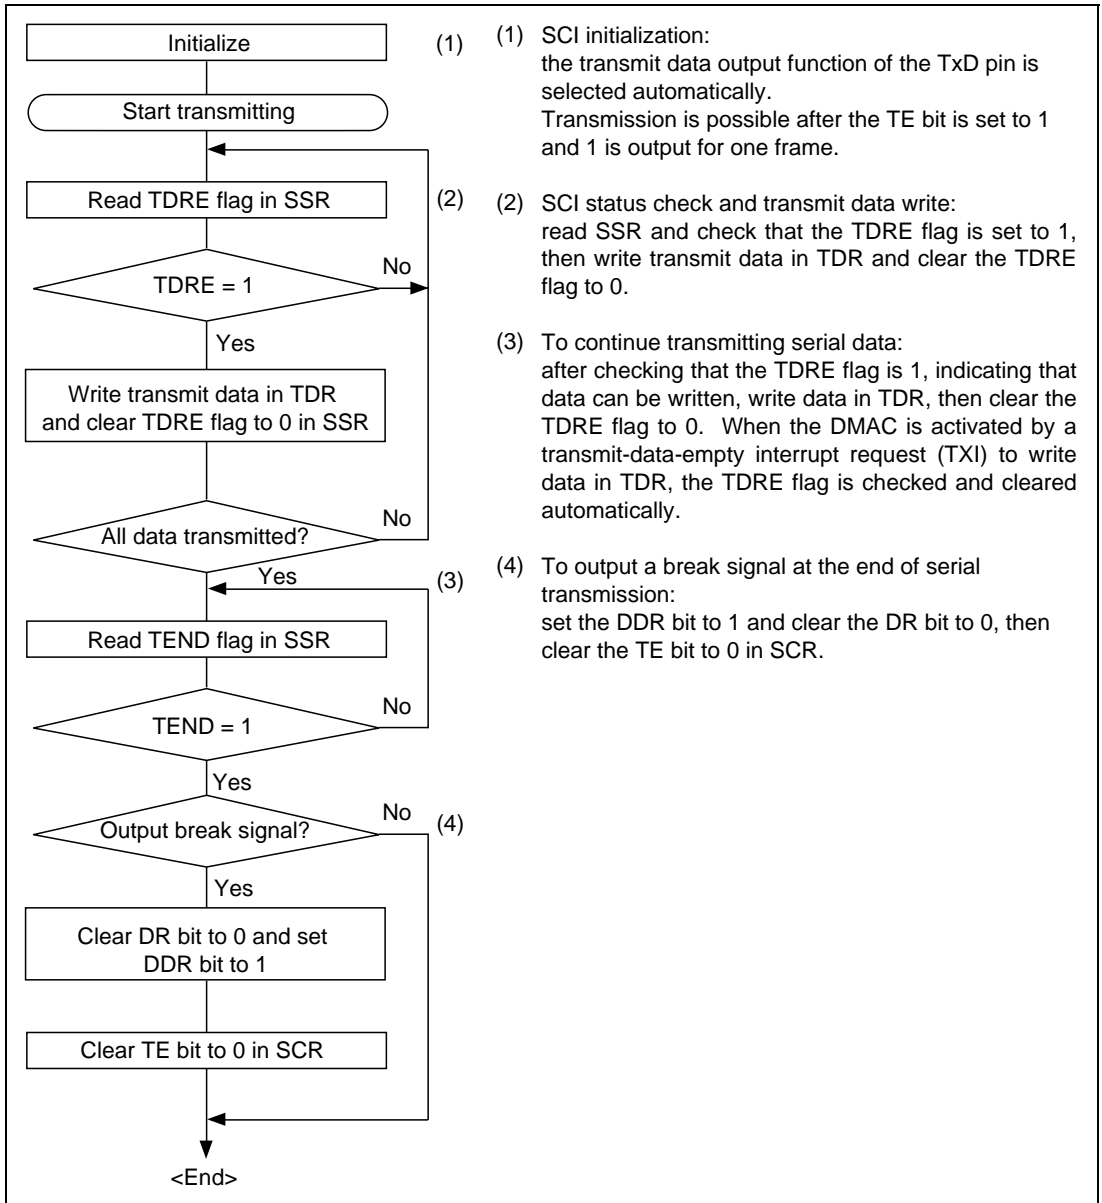 Initialize
(1)
Start transmitting
Read TDRE flag in SSR
(2)
TDRE = 1
No
Yes
Write transmit data in TDR
and clear TDRE flag to 0 in SSR
All data transmitted?
No
Yes
(3)
Read TEND flag in SSR
TEND = 1
No
Yes
Output break signal?
No
(4)
Yes
Clear DR bit to 0 and set
DDR bit to 1
Clear TE bit to 0 in SCR
<End>
(1) SCI initialization:
the transmit data output function of the TxD pin is
selected automatically.
Transmission is possible after the TE bit is set to 1
and 1 is output for one frame.
(2) SCI status check and transmit data write:
read SSR and check that the TDRE flag is set to 1,
then write transmit data in TDR and clear the TDRE
flag to 0.
(3) To continue transmitting serial data:
after checking that the TDRE flag is 1, indicating that
data can be written, write data in TDR, then clear the
TDRE flag to 0. When the DMAC is activated by a
transmit-data-empty interrupt request (TXI) to write
data in TDR, the TDRE flag is checked and cleared
automatically.
(4) To output a break signal at the end of serial
transmission:
set the DDR bit to 1 and clear the DR bit to 0, then
clear the TE bit to 0 in SCR.